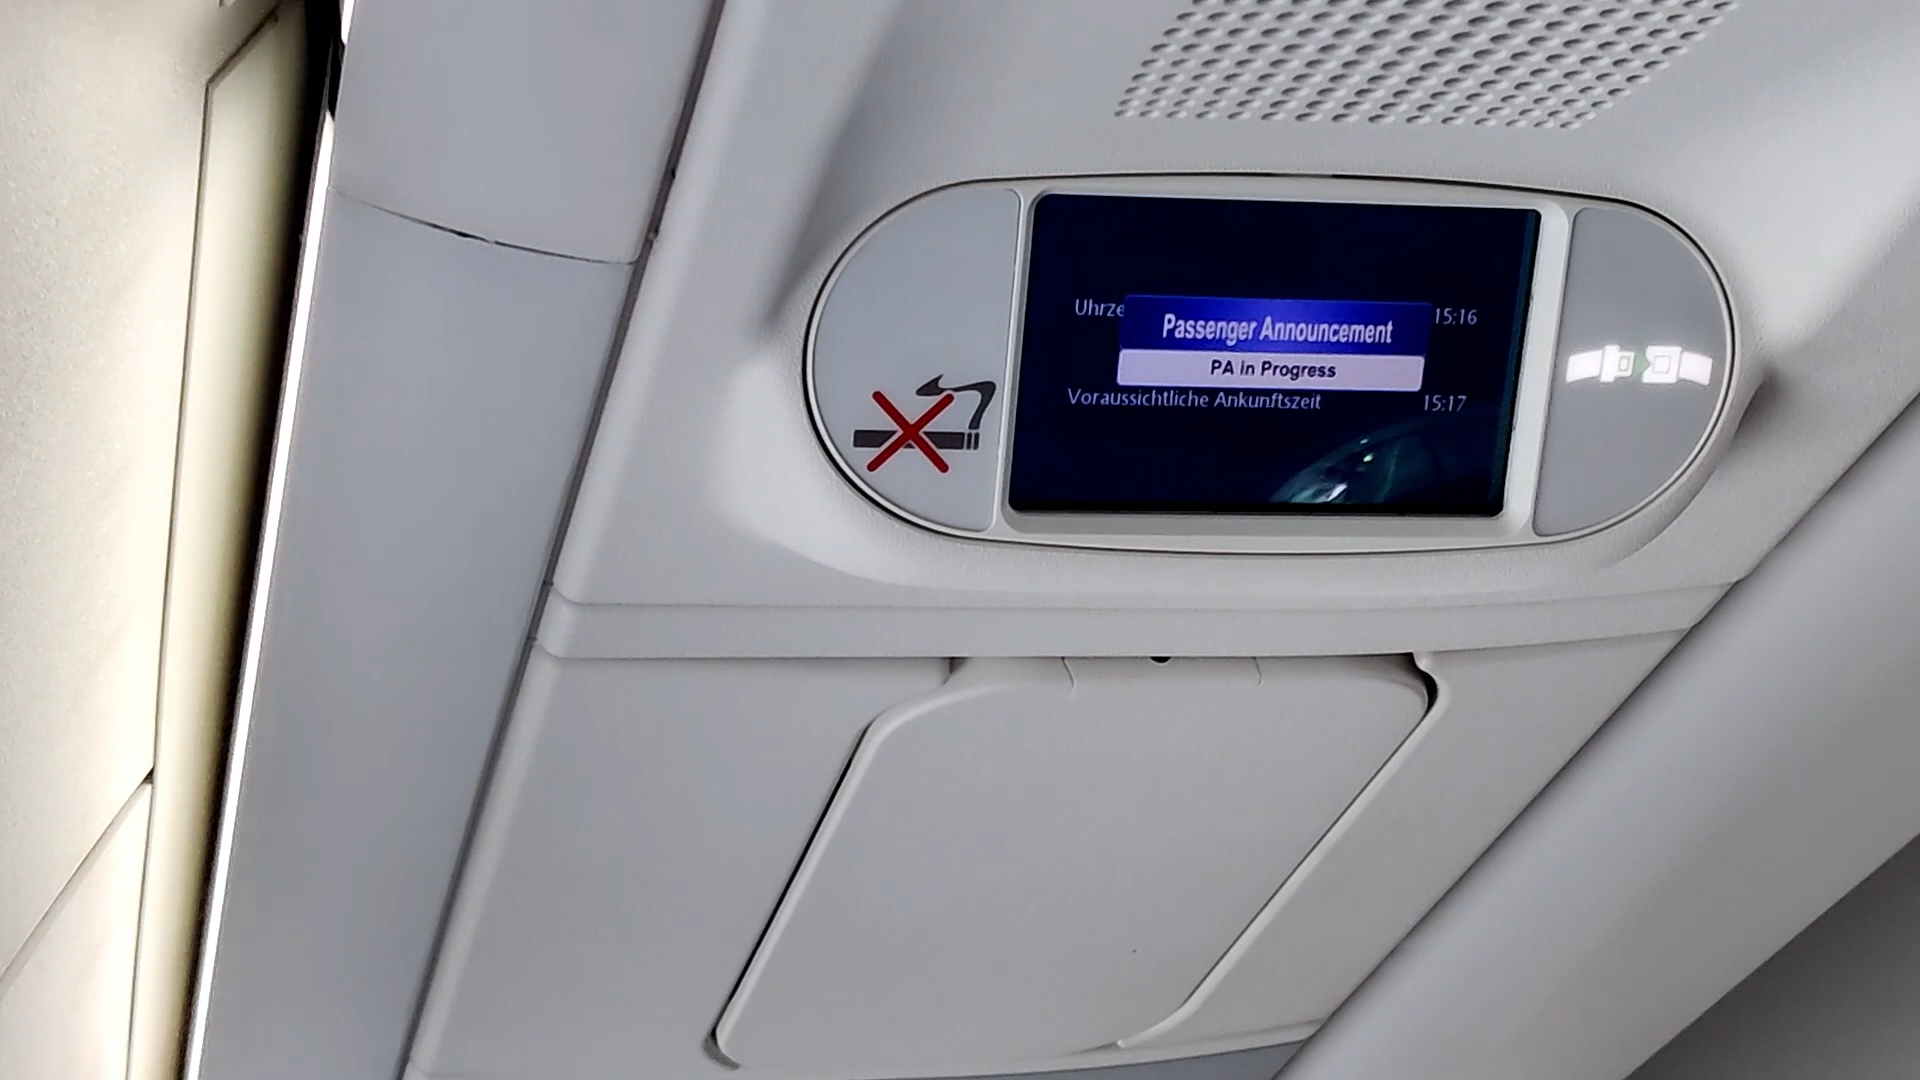 Uhrze 15:16
Passenger Announcement
PA in Progress
Voraussichtliche Ankunftszeit 15:17